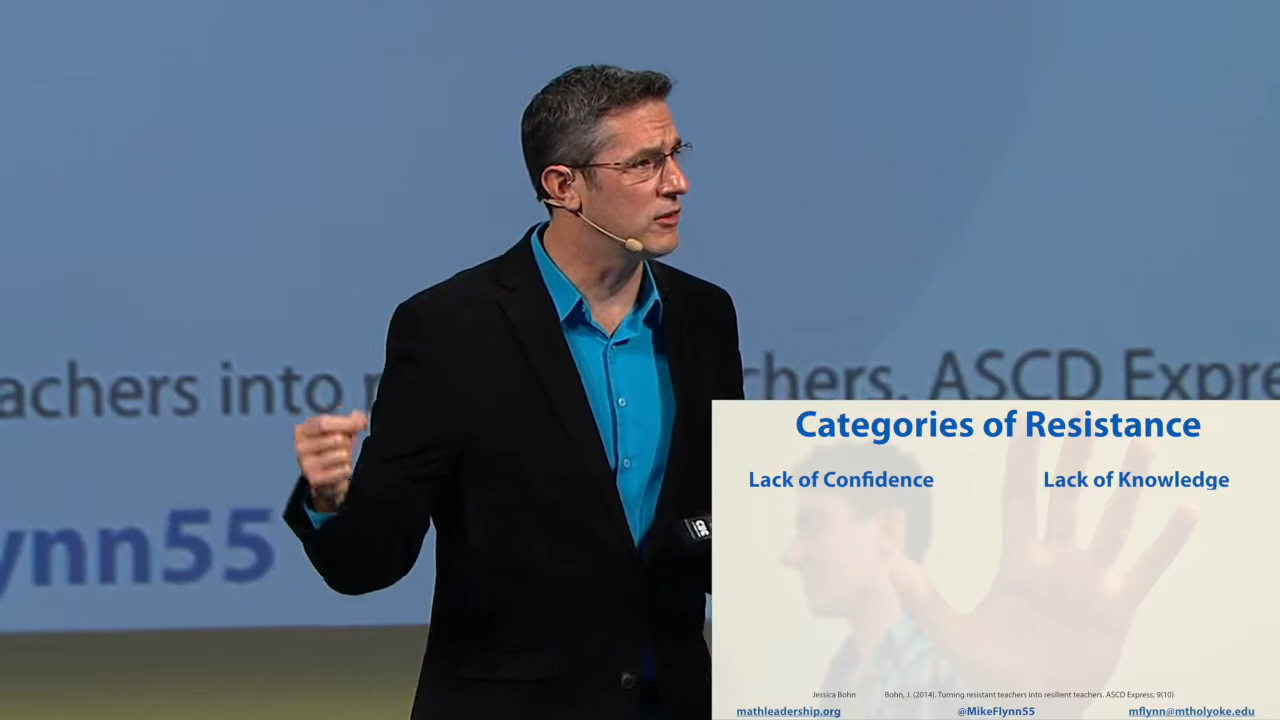 achers into
chers. ASCD Expre
ynn55
Categories of Resistance
Lack of Confidence
Lack of Knowledge
Jessica Bohn Bohn, J. (2014). Turning resistant teachers into resilient teachers. ASCD Express, 9(10)
mathleadership.org @MikeFlynn55 mflynn@mtholyoke.edu